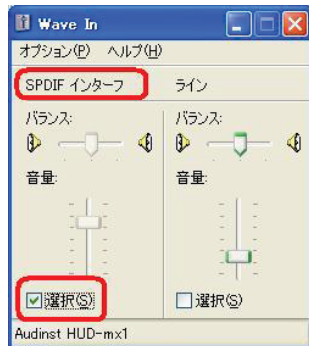 Wave In
オプション(P) ヘルプ(H)
SPDIF インターフ ライン
バランス: バランス:
音量: 音量:
選択(S) 選択(S)
Audinst HUD-mx1